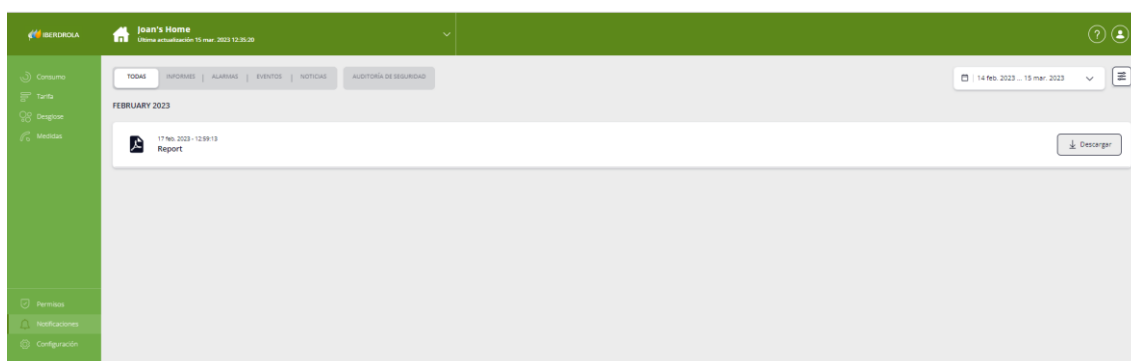 IBERDROLA
Joan's Home
Última actualización 15 mar. 2023 12:35:20
?
Consumo
Tarifa
Desglose
Medidas
TODAS INFORMES | ALARMAS | EVENTOS | NOTICIAS AUDITORÍA DE SEGURIDAD
14 feb. 2023 ... 15 mar. 2023
FEBRUARY 2023
17 feb. 2023 - 12:59:13
Report
Descargar
Permisos
Notificaciones
Configuración